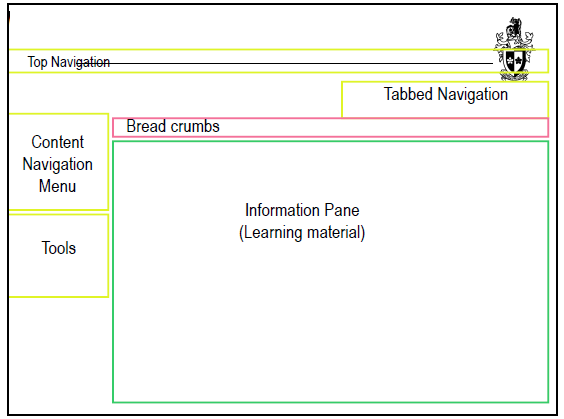 Top Navigation
Tabbed Navigation
Bread crumbs
Content
Navigation
Menu
Information Pane
(Learning material)
Tools